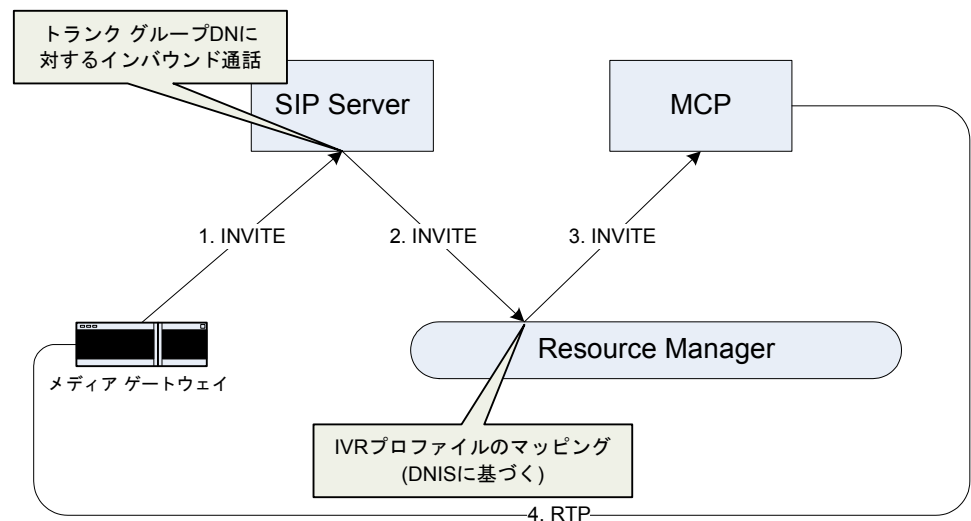 トランク グループDNに
対するインバウンド通話
SIP Server
MCP
1. INVITE
2. INVITE
3. INVITE
Resource Manager
メディア ゲートウェイ
IVRプロファイルのマッピング
(DNISに基づく)
4. RTP